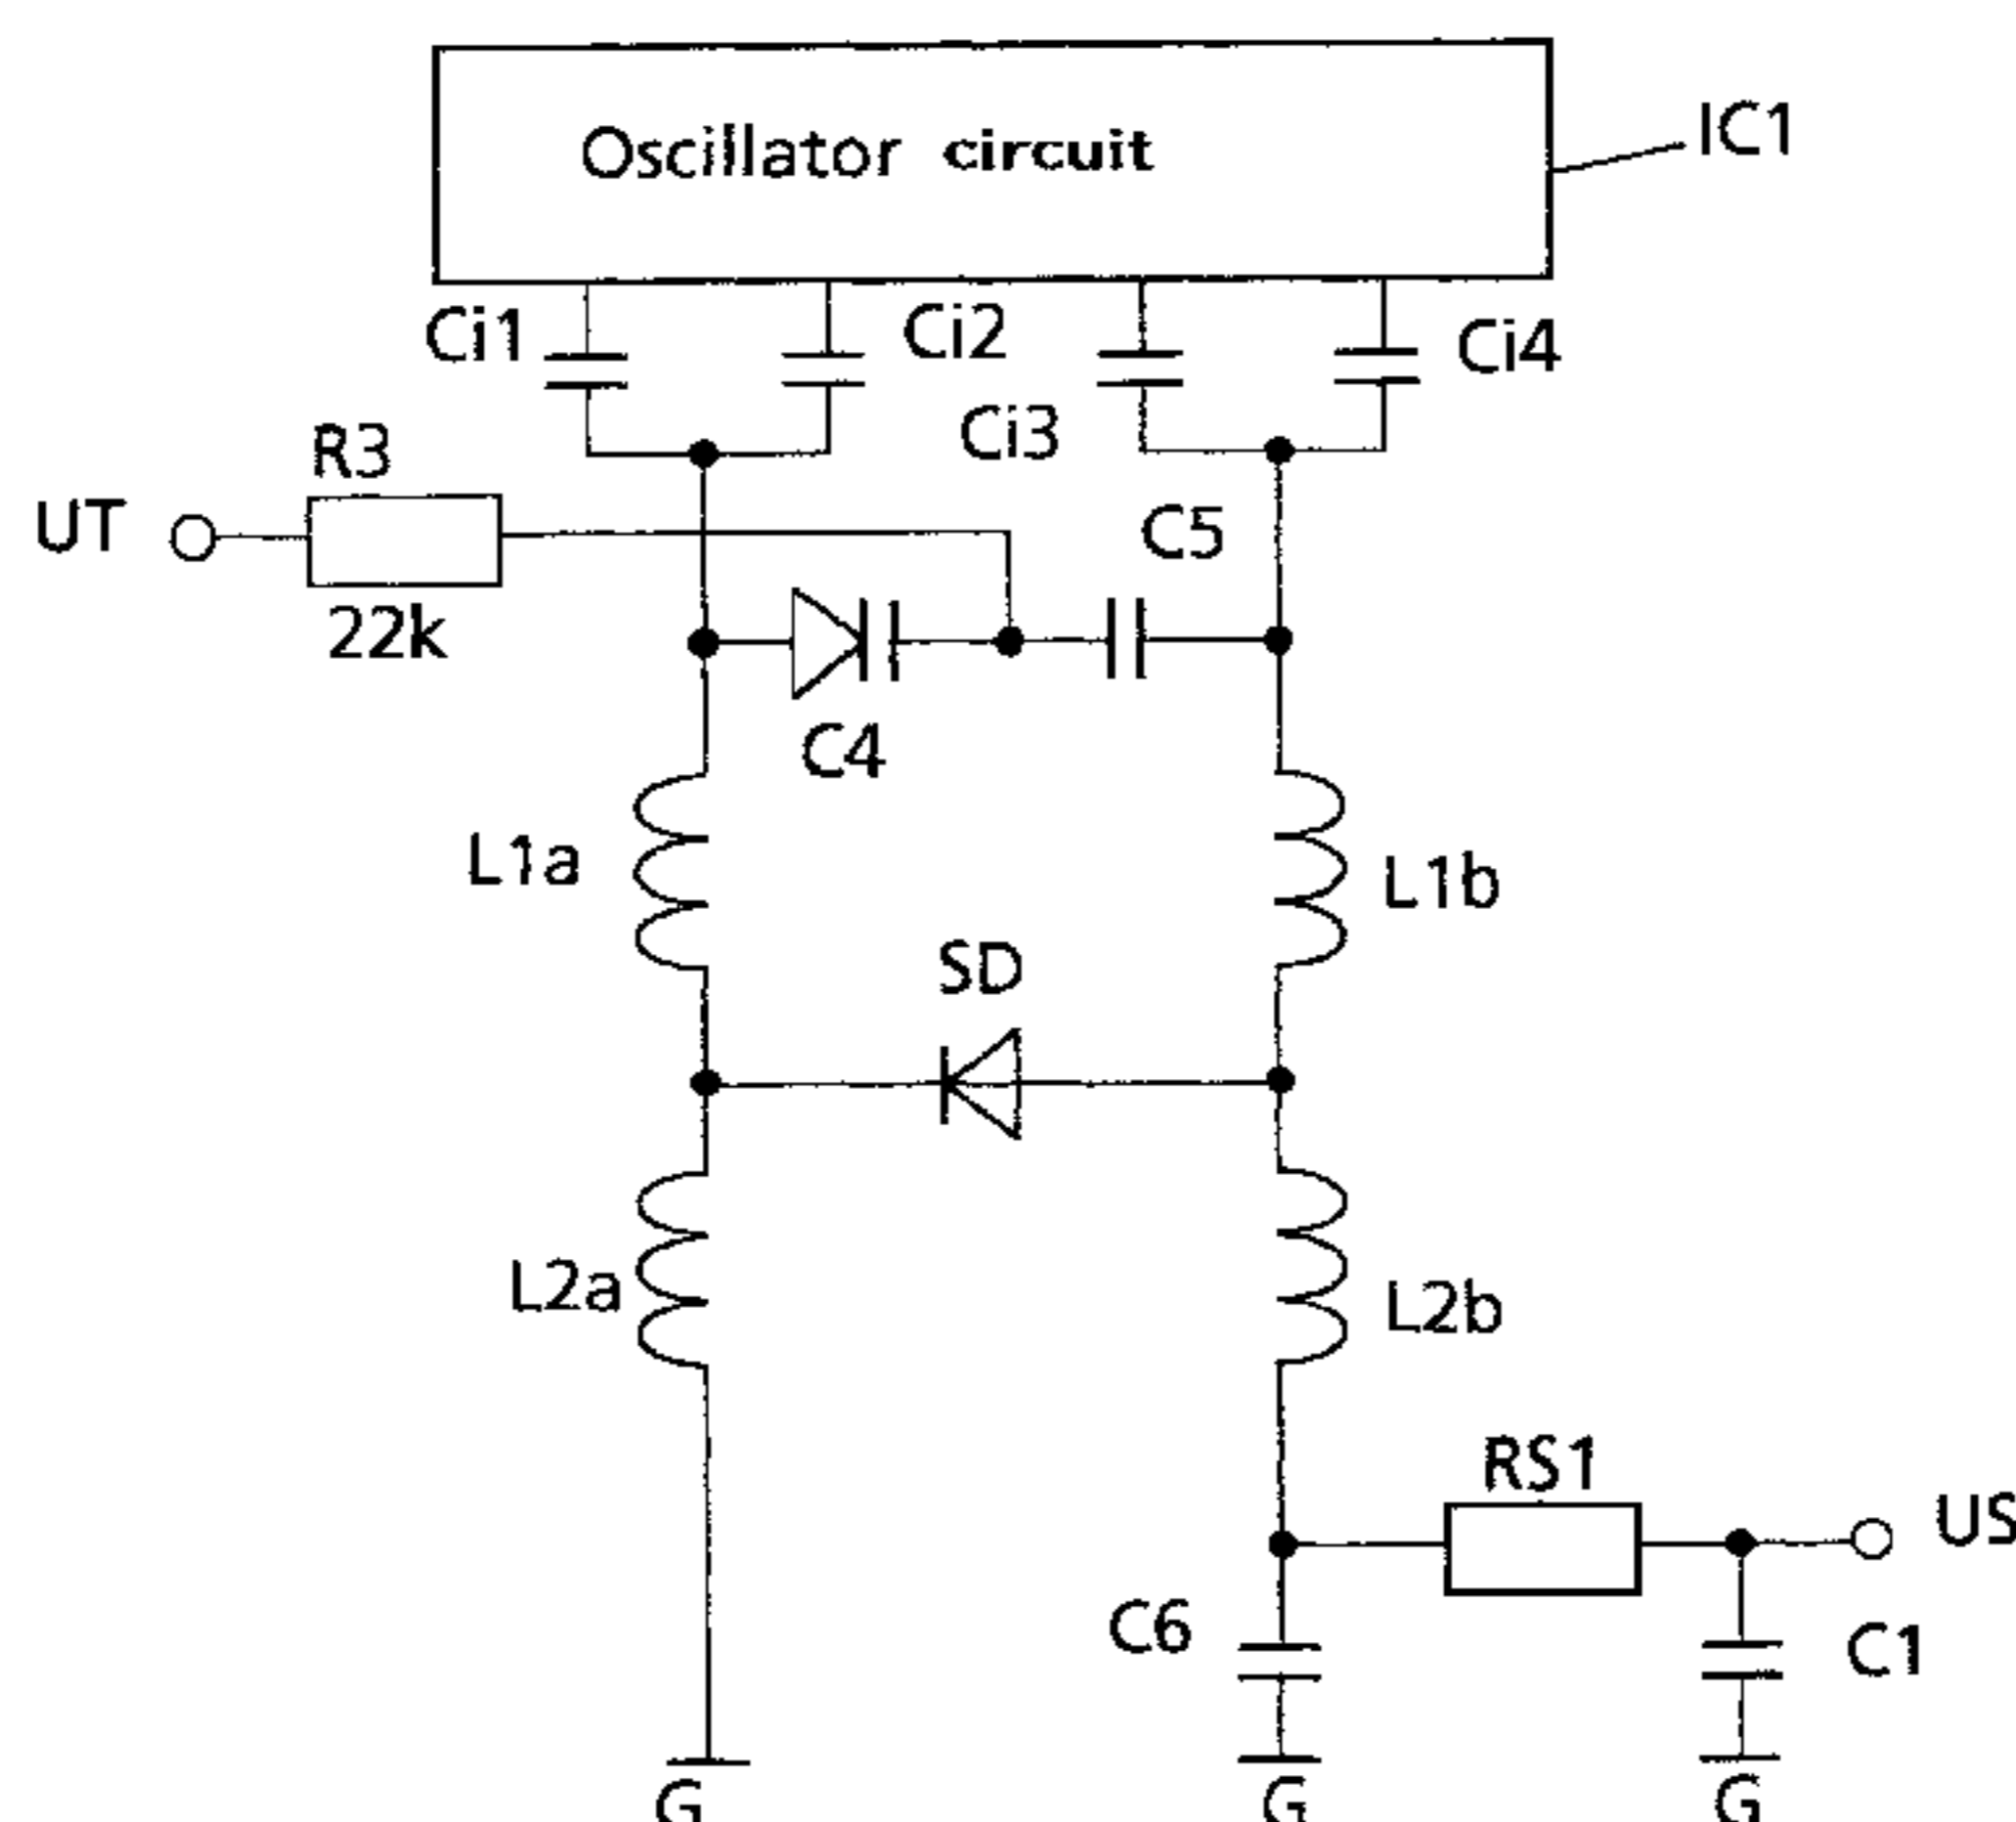 Oscillator circuit
IC1
Ci1
Ci2
Ci3
Ci4
R3
UT
22k
C5
C4
L1a
L1b
SD
L2a
L2b
RS1
US
C6
C1
G
G
G